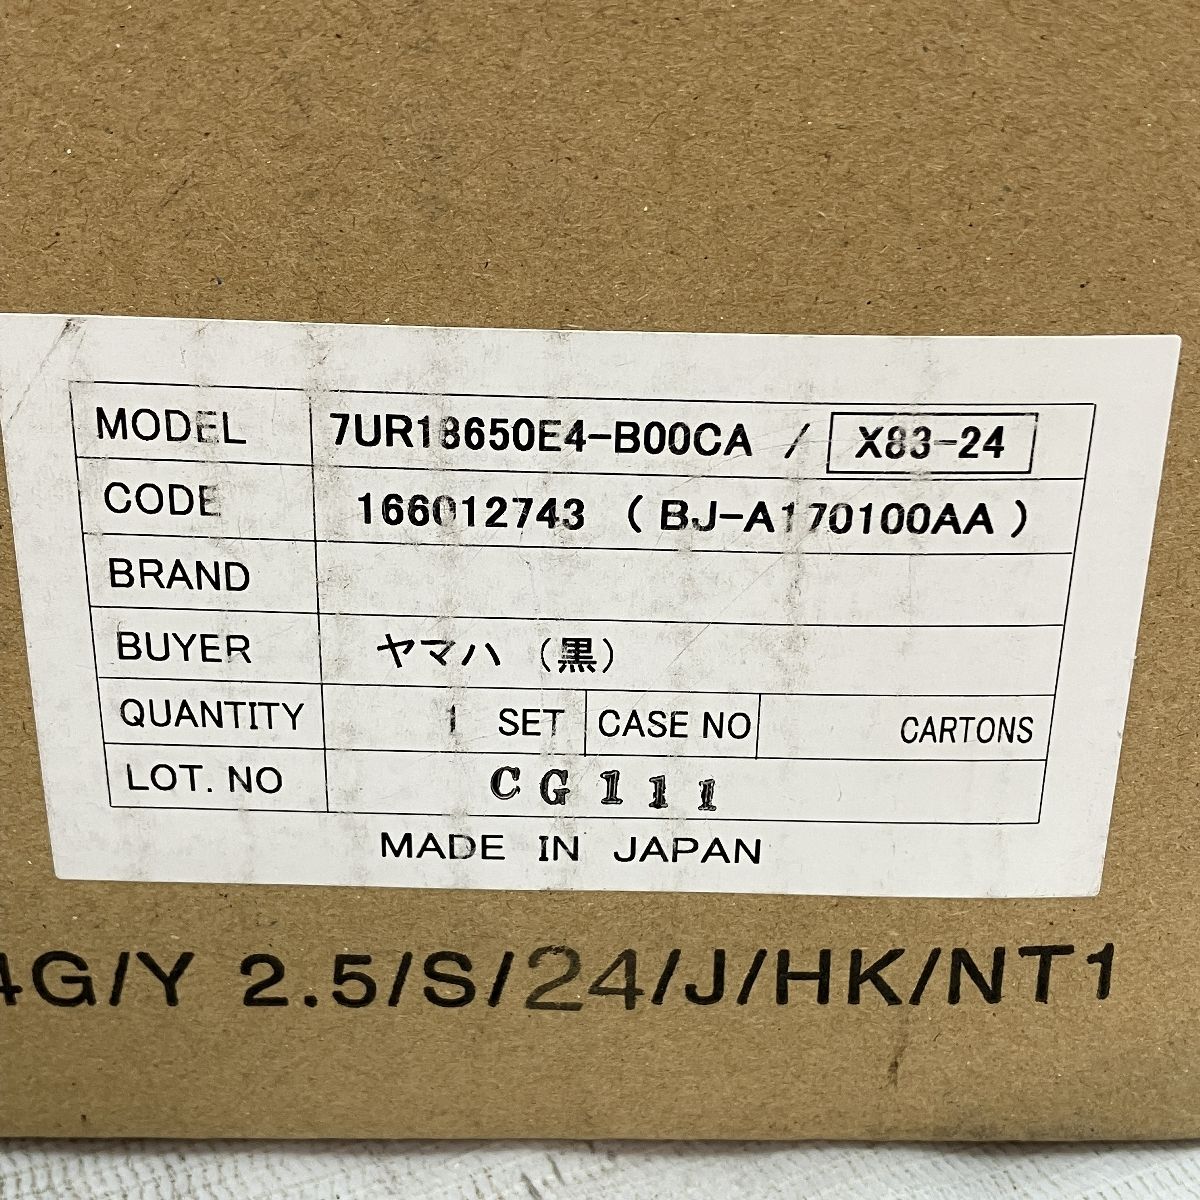 MODEL 7UR18650E4-B00CA / X83-24
CODE 166012743 ( BJ-A170100AA )
BRAND
BUYER ヤマハ (黒)
QUANTITY 1 SET CASE NO CARTONS
LOT. NO CG111
MADE IN JAPAN
4G/Y 2.5/S/24/J/HK/NT1